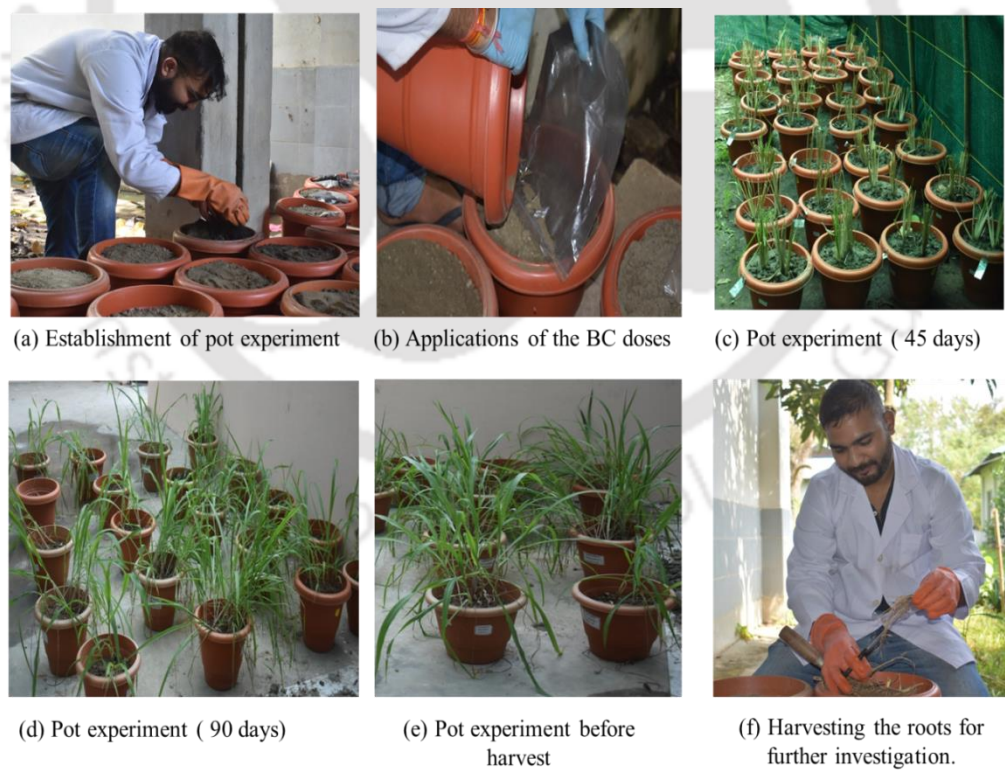 (a) Establishment of pot experiment
(b) Applications of the BC doses
(c) Pot experiment ( 45 days)
(d) Pot experiment ( 90 days)
(e) Pot experiment before
harvest
(f) Harvesting the roots for
further investigation.